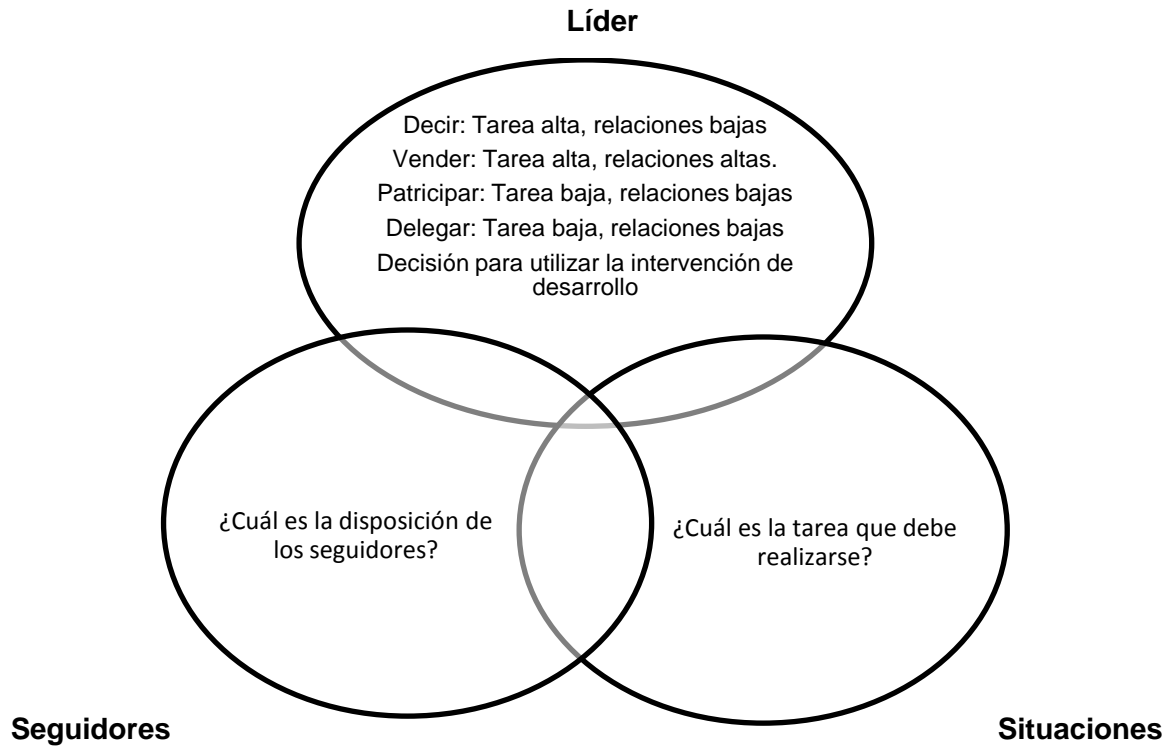 Líder
Decir: Tarea alta, relaciones bajas
Vender: Tarea alta, relaciones altas.
Patricipar: Tarea baja, relaciones bajas
Delegar: Tarea baja, relaciones bajas
Decisión para utilizar la intervención de
desarrollo
¿Cuál es la disposición de
los seguidores?
¿Cuál es la tarea que debe
realizarse?
Seguidores
Situaciones